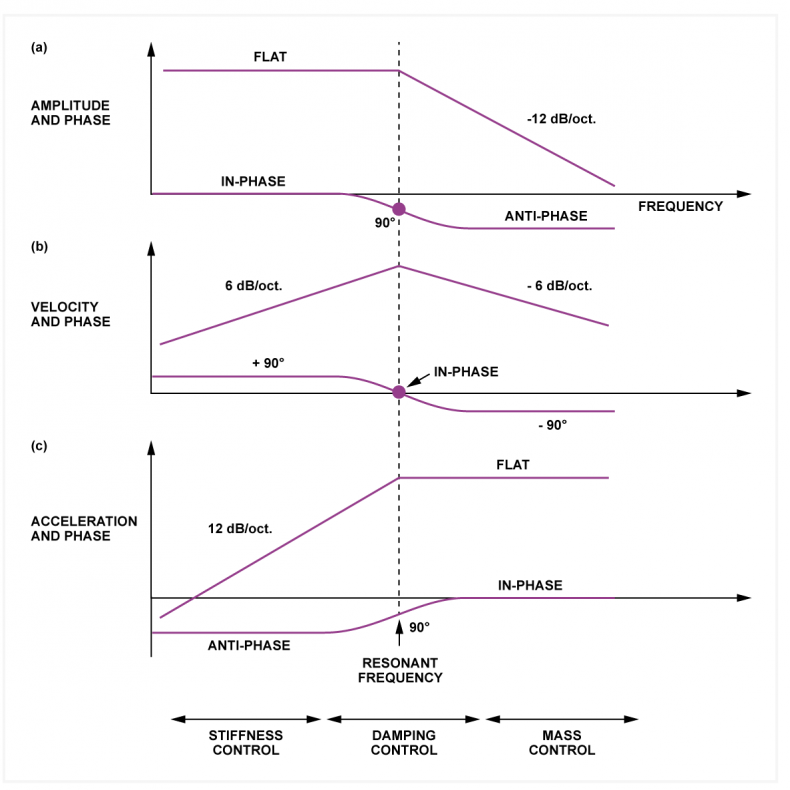 (a)
FLAT
AMPLITUDE
AND PHASE
-12 dB/oct.
IN-PHASE
90°
ANTI-PHASE
FREQUENCY
(b)
6 dB/oct.
- 6 dB/oct.
VELOCITY
AND PHASE
+ 90°
IN-PHASE
- 90°
(c)
FLAT
ACCELERATION
AND PHASE
12 dB/oct.
IN-PHASE
90°
ANTI-PHASE
RESONANT
FREQUENCY
STIFFNESS
CONTROL
DAMPING
CONTROL
MASS
CONTROL